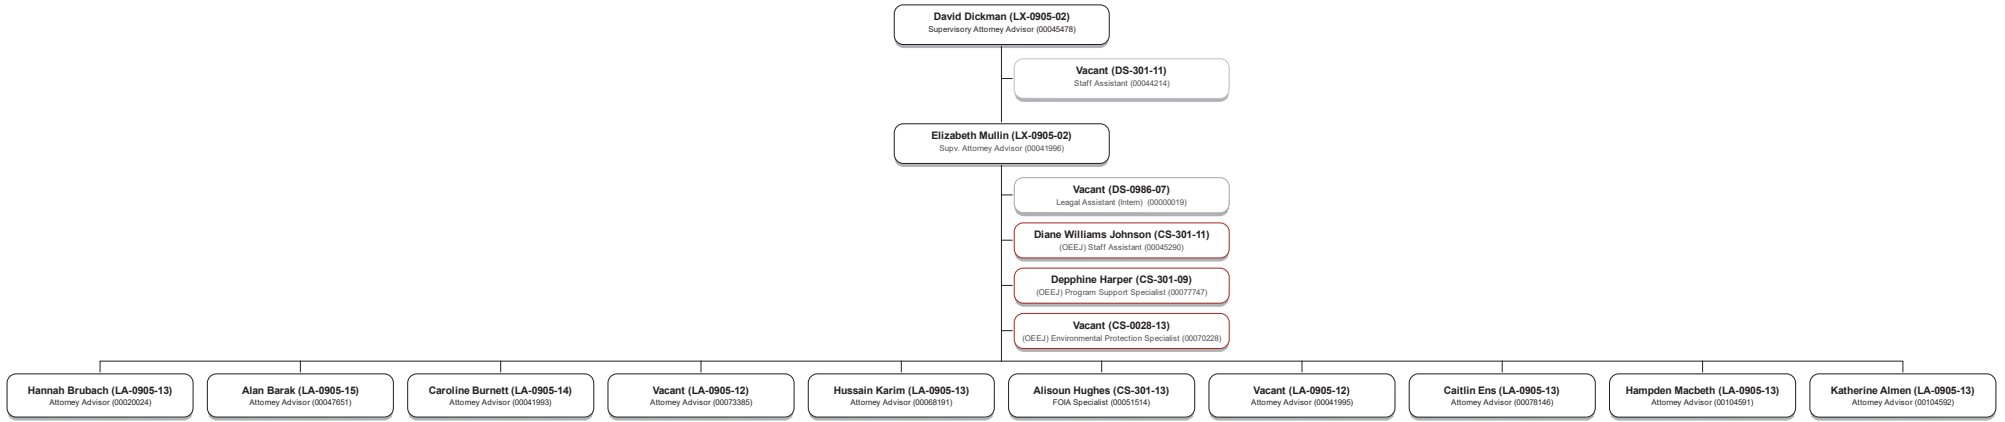 David Dickman (LX-0905-02)
Supervisory Attorney Advisor (00045478)
Vacant (DS-301-11)
Staff Assistant (00044214)
Elizabeth Mullin (LX-0905-02)
Supv. Attorney Advisor (00041996)
Vacant (DS-0986-07)
Leagal Assistant (Intern) (00000019)
Diane Williams Johnson (CS-301-11)
(OEEJ) Staff Assistant (00045290)
Depphine Harper (CS-301-09)
(OEEJ) Program Support Specialist (00077747)
Vacant (CS-0028-13)
(OEEJ) Environmental Protection Specialist (00070228)
Hannah Brubach (LA-0905-13)
Attorney Advisor (00020024)
Alan Barak (LA-0905-15)
Attorney Advisor (00047651)
Caroline Burnett (LA-0905-14)
Attorney Advisor (00041993)
Vacant (LA-0905-12)
Attorney Advisor (00073385)
Hussain Karim (LA-0905-13)
Attorney Advisor (00068191)
Alisoun Hughes (CS-301-13)
FOIA Specialist (00051514)
Vacant (LA-0905-12)
Attorney Advisor (00041995)
Caitlin Ens (LA-0905-13)
Attorney Advisor (00078146)
Hampden Macbeth (LA-0905-13)
Attorney Advisor (00104591)
Katherine Almen (LA-0905-13)
Attorney Advisor (00104592)